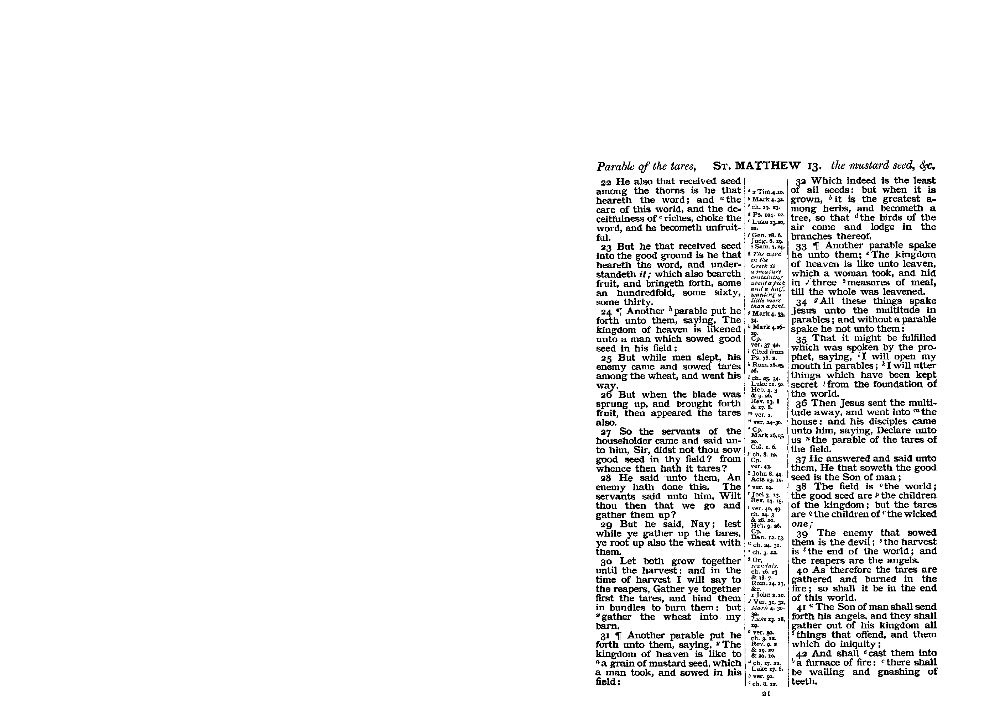 Parable of the tares, ST. MATTHEW 13. the mustard seed, &c.
22 He also that received seed
among the thorns is he that
heareth the word; and a the
care of this world, and the de-
ceitfulness of c riches, choke the
word, and he becometh unfruit-
ful.
23 But he that received seed
into the good ground is he that
heareth the word, and under-
standeth it; which also beareth
fruit, and bringeth forth, some
an hundredfold, some sixty,
some thirty.
24 ¶ Another h parable put he
forth unto them, saying, The
kingdom of heaven is likened
unto a man which sowed good
seed in his field:
25 But while men slept, his
enemy came and sowed tares
among the wheat, and went his
way.
26 But when the blade was
sprung up, and brought forth
fruit, then appeared the tares
also.
27 So the servants of the
householder came and said un-
to him, Sir, didst not thou sow
good seed in thy field? from
whence then hath it tares?
28 He said unto them, An
enemy hath done this. The
servants said unto him, Wilt
thou then that we go and
gather them up?
29 But he said, Nay; lest
while ye gather up the tares,
ye root up also the wheat with
them.
30 Let both grow together
until the harvest: and in the
time of harvest I will say to
the reapers, Gather ye together
first the tares, and bind them
in bundles to burn them: but
x gather the wheat into my
barn.
31 ¶ Another parable put he
forth unto them, saying, y The
kingdom of heaven is like to
a a grain of mustard seed, which
a man took, and sowed in his
field:
a 2 Tim.4.10.
b Mark 4. 32.
c ch. 19. 23.
d Ps. 104. 12.
e Luke 13.20,
21.
f Gen. 18. 6.
Judg. 6. 19.
1 Sam. 1. 24.
2 The word
in the
Greek is
a measure
containing
about a peck
and a half,
wanting a
little more
than a pint.
g Mark 4. 33,
34.
h Mark 4.26-
29.
Cp.
ver. 37-42.
i Cited from
Ps. 78. 2.
k Rom. 16.25,
26.
l ch. 25. 34.
Luke 11. 50.
Heb. 4. 3
& 9. 26.
Rev. 13. 8
& 17. 8.
m ver. 1.
n ver. 24-30.
o Cp.
Mark 16.15,
20.
Col. 1. 6.
p ch. 8. 12.
Cp.
ver. 43.
q John 8. 44.
Acts 13. 10.
r ver. 19.
s Joel 3. 13.
Rev. 14. 15.
t ver. 40, 49.
ch. 24. 3
& 28. 20.
Heb. 9. 26.
Cp.
Dan. 12. 13.
u ch. 24. 31.
x ch. 3. 12.
3 Or,
scandals,
ch. 16. 23
& 18. 7.
Rom. 14. 13,
&c.
1 John 2. 10.
y Ver. 31, 32,
Mark 4. 30-
32.
Luke 13. 18,
19.
z ver. 50.
ch. 3. 12.
Rev. 9. 2
& 19. 20
& 20. 10.
a ch. 17. 20.
Luke 17. 6.
b ver. 50.
c ch. 8. 12.
32 Which indeed is the least
of all seeds: but when it is
grown, b it is the greatest a-
mong herbs, and becometh a
tree, so that d the birds of the
air come and lodge in the
branches thereof.
33 ¶ Another parable spake
he unto them; e The kingdom
of heaven is like unto leaven,
which a woman took, and hid
in f three 2 measures of meal,
till the whole was leavened.
34 g All these things spake
Jesus unto the multitude in
parables; and without a parable
spake he not unto them:
35 That it might be fulfilled
which was spoken by the pro-
phet, saying, i I will open my
mouth in parables; k I will utter
things which have been kept
secret l from the foundation of
the world.
36 Then Jesus sent the multi-
tude away, and went into m the
house: and his disciples came
unto him, saying, Declare unto
us n the parable of the tares of
the field.
37 He answered and said unto
them, He that soweth the good
seed is the Son of man;
38 The field is o the world;
the good seed are p the children
of the kingdom; but the tares
are q the children of r the wicked
one;
39 The enemy that sowed
them is the devil; s the harvest
is t the end of the world; and
the reapers are the angels.
40 As therefore the tares are
gathered and burned in the
fire; so shall it be in the end
of this world.
41 u The Son of man shall send
forth his angels, and they shall
gather out of his kingdom all
3 things that offend, and them
which do iniquity;
42 And shall z cast them into
b a furnace of fire: c there shall
be wailing and gnashing of
teeth.
21